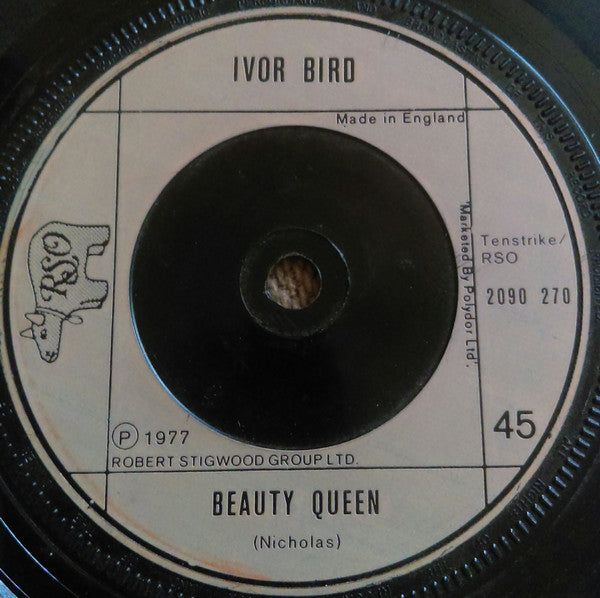 IVOR BIRD
Made in England
RSO
'Marketed By Polydor Ltd'.
Tenstrike/
RSO
2090 270
45
Ⓟ 1977
ROBERT STIGWOOD GROUP LTD.
BEAUTY QUEEN
(Nicholas)